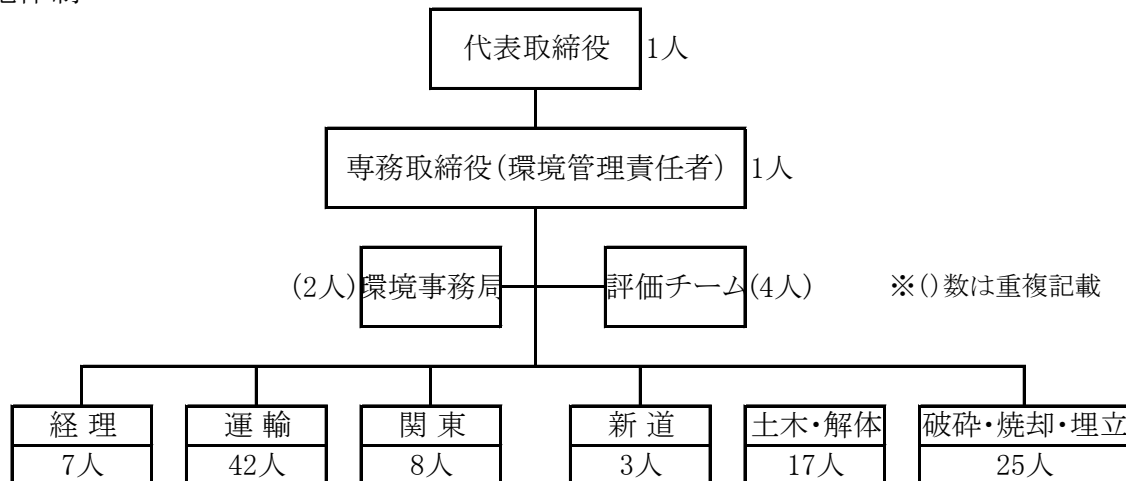 代表取締役 1人
専務取締役(環境管理責任者) 1人
(2人)環境事務局 評価チーム(4人) ※()数は重複記載
経 理 運 輸 関 東 新 道 土木・解体 破砕・焼却・埋立
7人 42人 8人 3人 17人 25人